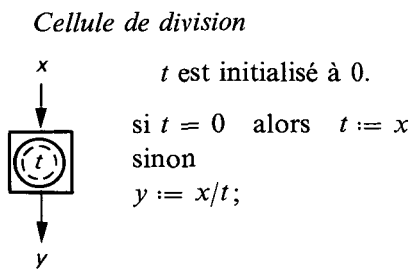 Cellule de division
x
t est initialisé à 0.
si t = 0 alors t := x
sinon
t
y := x/t;
y